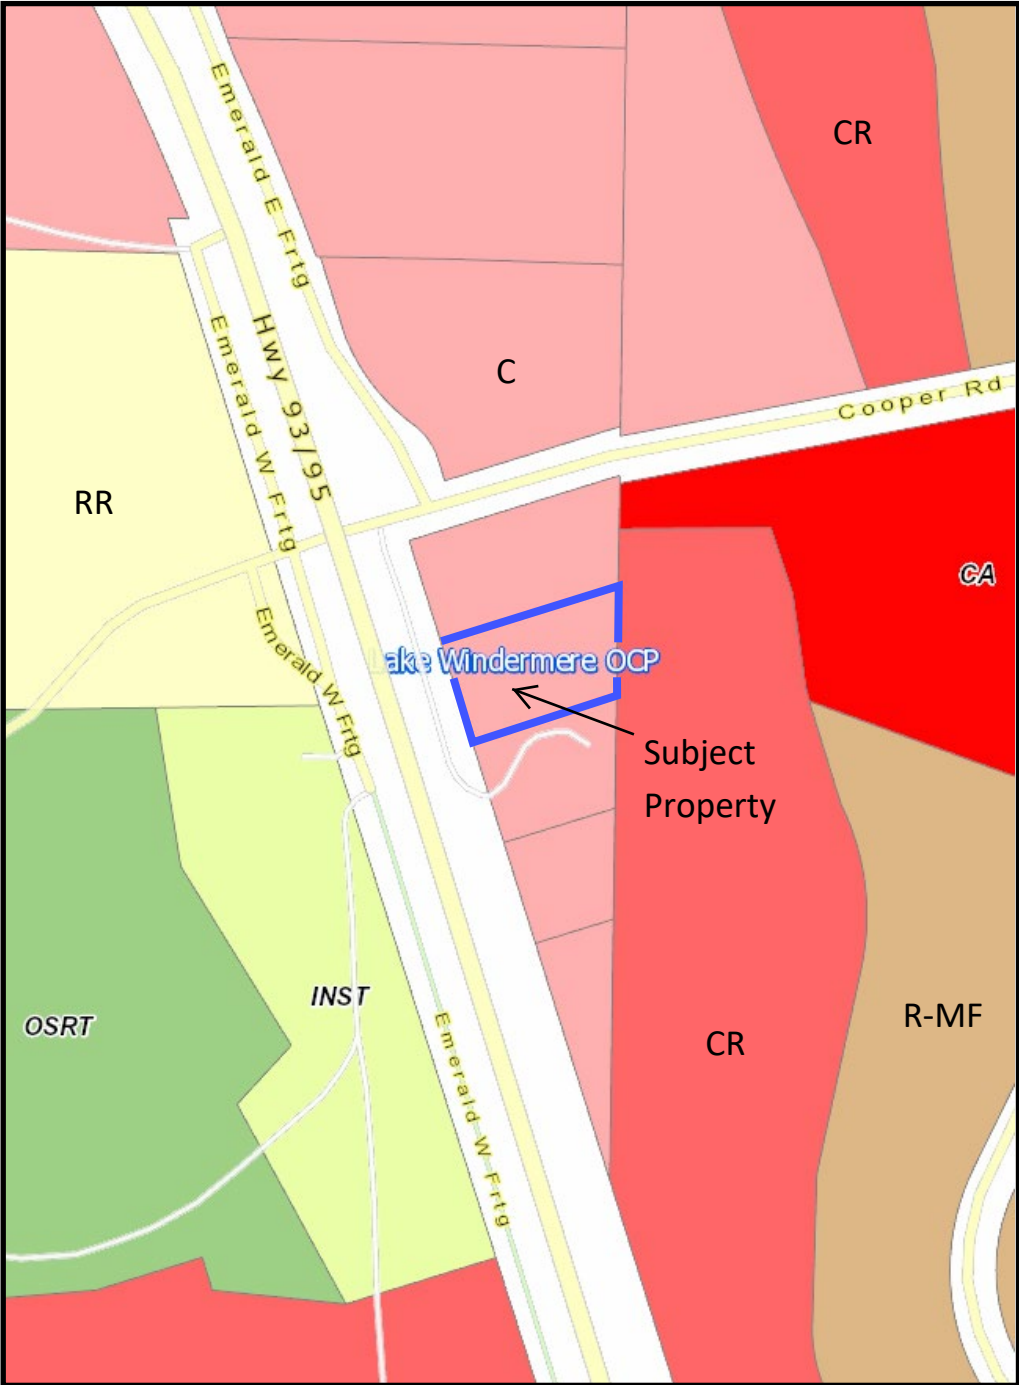 Emerald E Frtg
CR
Hwy 93/95
Emerald W Frtg
C
Cooper Rd
RR
CA
Emerald W Frtg
Lake Windermere OCP
Subject
Property
INST
OSRT
R-MF
CR
Emerald W Frtg